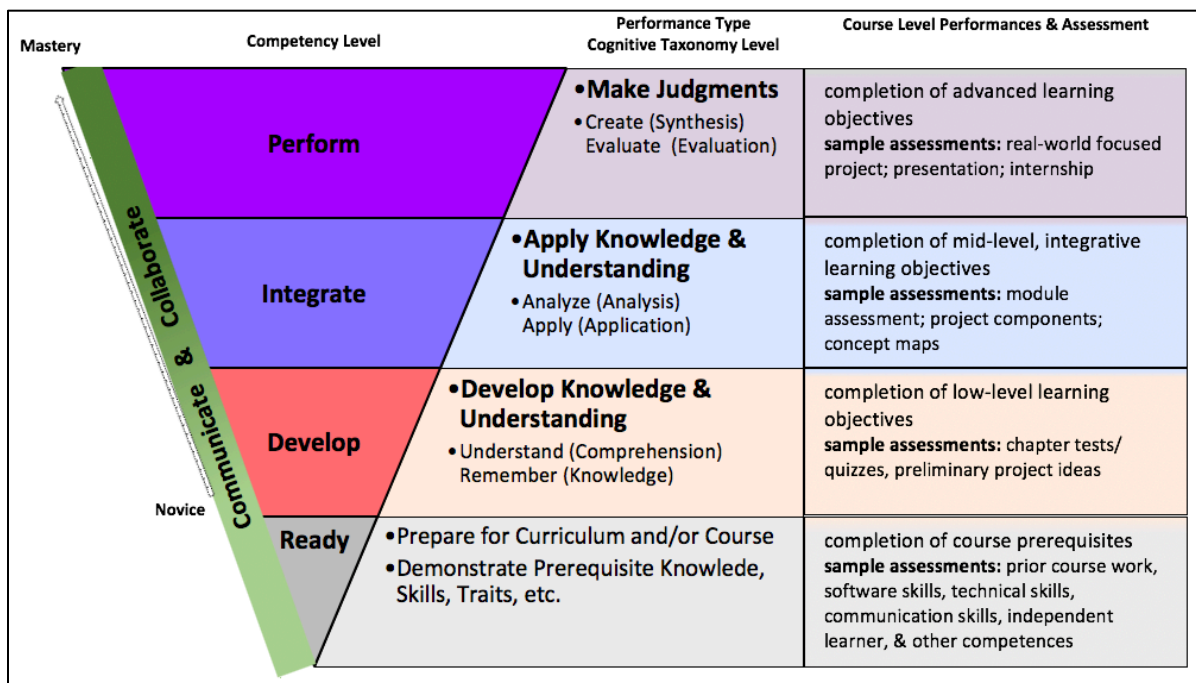 Mastery
Competency Level
Performance Type
Cognitive Taxonomy Level
Course Level Performances & Assessment
Communicate & Collaborate
Novice
Perform
•Make Judgments
•Create (Synthesis)
Evaluate (Evaluation)
completion of advanced learning
objectives
sample assessments: real-world focused
project; presentation; internship
Integrate
•Apply Knowledge &
Understanding
•Analyze (Analysis)
Apply (Application)
completion of mid-level, integrative
learning objectives
sample assessments: module
assessment; project components;
concept maps
Develop
•Develop Knowledge &
Understanding
•Understand (Comprehension)
Remember (Knowledge)
completion of low-level learning
objectives
sample assessments: chapter tests/
quizzes, preliminary project ideas
Ready
•Prepare for Curriculum and/or Course
•Demonstrate Prerequisite Knowlede,
Skills, Traits, etc.
completion of course prerequisites
sample assessments: prior course work,
software skills, technical skills,
communication skills, independent
learner, & other competences